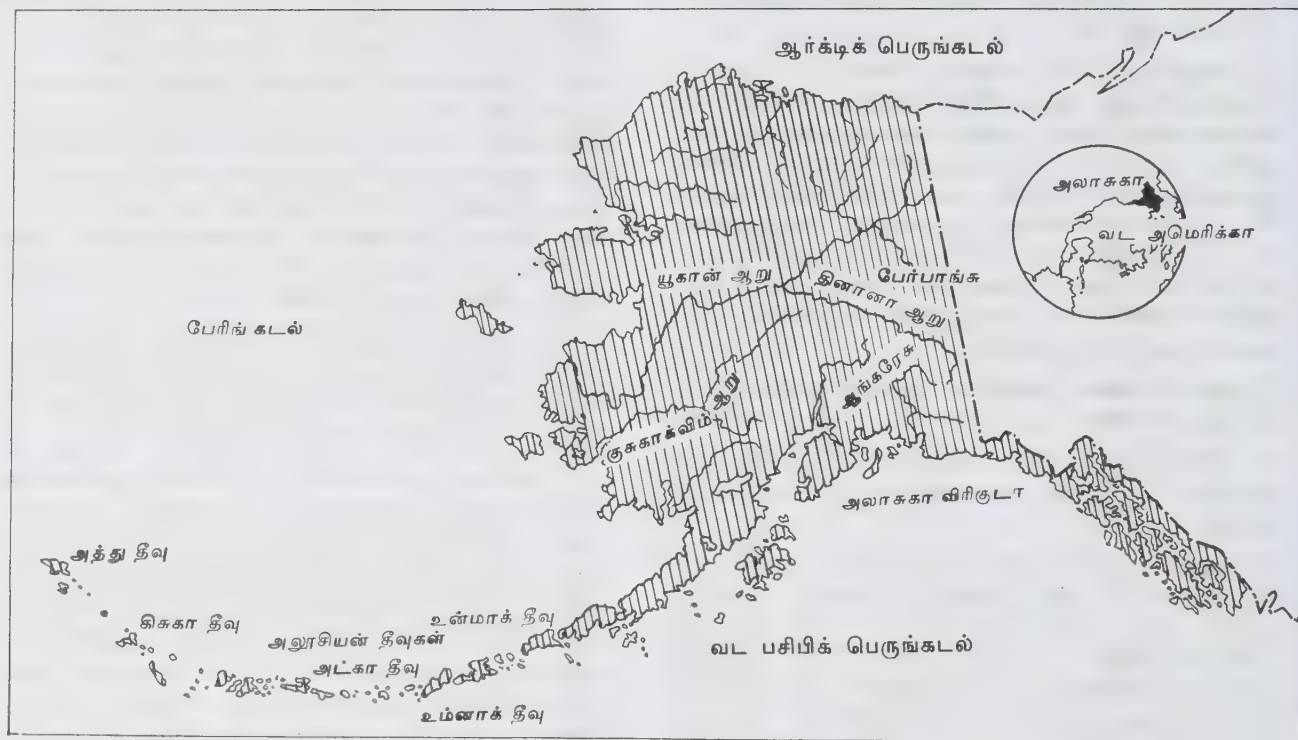 ஆர்க்டிக் பெருங்கடல்
அலாசுகா
வட அமெரிக்கா
யூகான் ஆறு
பேர்பாங்சு
தினானா ஆறு
பேரிங் கடல்
ஆங்கரேசு
குசுகாக்விம் ஆறு
அலாசுகா விரிகுடா
அத்து தீவு
கிசுகா தீவு
உன்மாக் தீவு
அலூசியன் தீவுகள்
அட்கா தீவு
வட பசிபிக் பெருங்கடல்
உம்னாக் தீவு